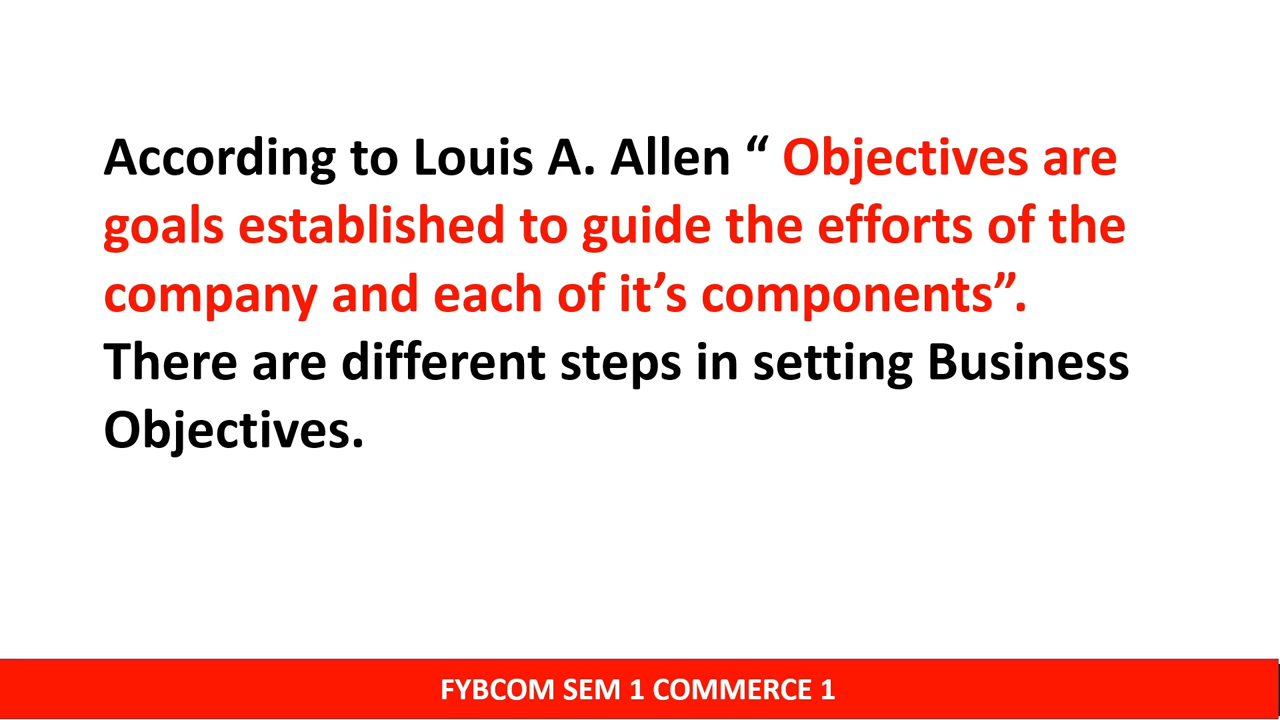 According to Louis A. Allen “ Objectives are
goals established to guide the efforts of the
company and each of it’s components”.
There are different steps in setting Business
Objectives.
FYBCOM SEM 1 COMMERCE 1